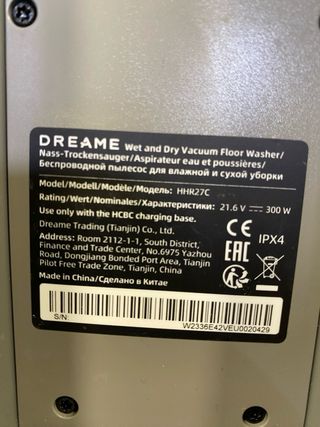 DREAME Wet and Dry Vacuum Floor Washer/
Nass-Trockensauger/Aspirateur eau et poussières/
Беспроводной пылесос для влажной и сухой уборки
Model/Modell/Modèle/Модель: HHR27C
Rating/Wert/Nominales/Характеристики: 21.6 V ⎓ 300 W
Use only with the HCBC charging base.
Dreame Trading (Tianjin) Co., Ltd.
Address: Room 2112-1-1, South District,
Finance and Trade Center, No.6975 Yazhou
Road, Dongjiang Bonded Port Area, Tianjin
Pilot Free Trade Zone, Tianjin, China
Made in China/Сделано в Китае
CE
EAC IPX4
S/N:
W2336E42VEU0020429